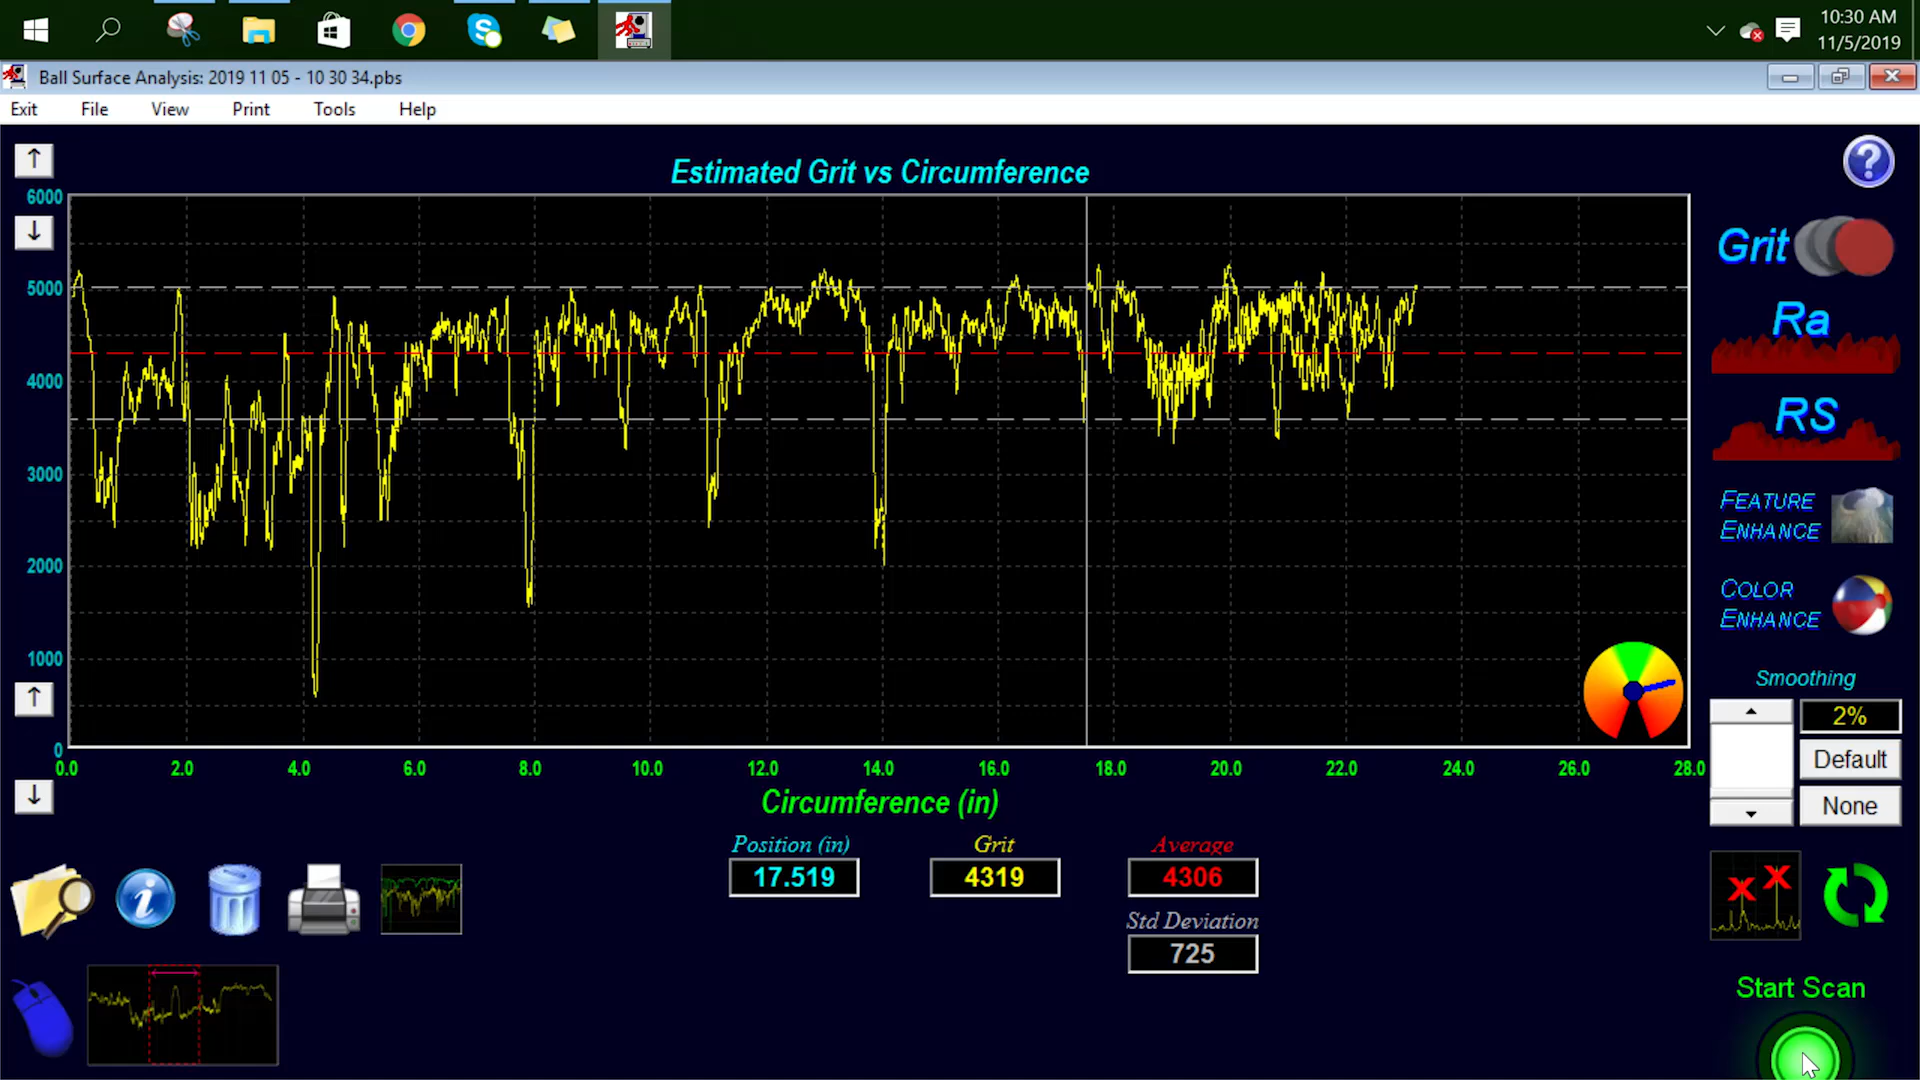 10:30 AM
11/5/2019
Ball Surface Analysis: 2019 11 05 - 10 30 34.pbs
Exit File View Print Tools Help
Estimated Grit vs Circumference
6000
5000
4000
3000
2000
1000
0
0.0 2.0 4.0 6.0 8.0 10.0 12.0 14.0 16.0 18.0 20.0 22.0 24.0 26.0 28.0
Circumference (in)
Grit
Ra
RS
FEATURE
ENHANCE
COLOR
ENHANCE
Smoothing
2%
Default
None
Position (in) Grit Average
17.519 4319 4306
Std Deviation
725
Start Scan